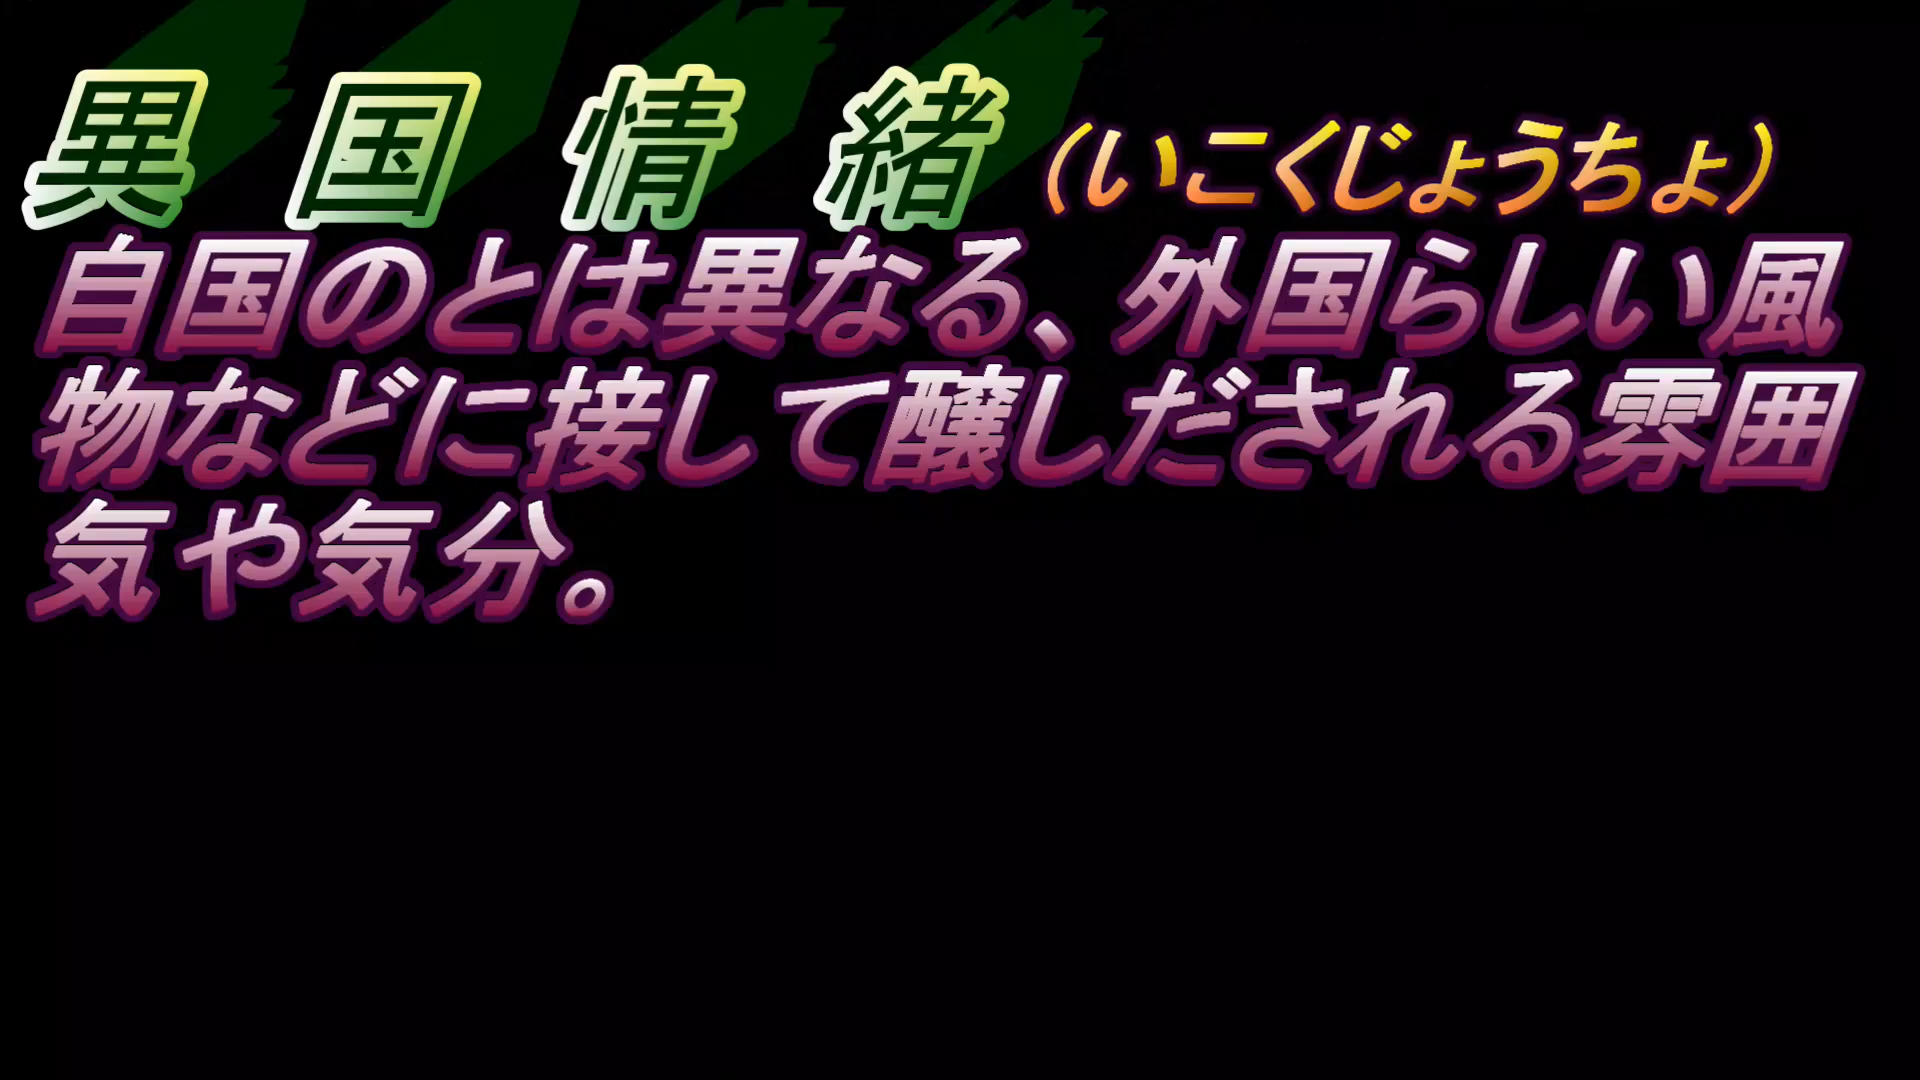 異国情緒（いこくじょうちょ）
自国のとは異なる、外国らしい風
物などに接して醸しだされる雰囲
気や気分。